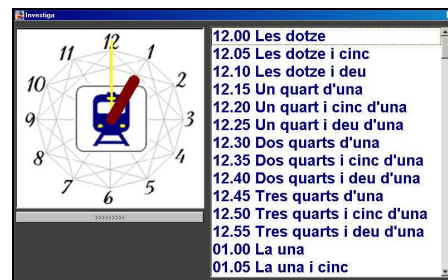 Investiga
12
1
2
3
4
5
6
7
8
9
10
11
>>>>>>>>>
12.00 Les dotze
12.05 Les dotze i cinc
12.10 Les dotze i deu
12.15 Un quart d'una
12.20 Un quart i cinc d'una
12.25 Un quart i deu d'una
12.30 Dos quarts d'una
12.35 Dos quarts i cinc d'una
12.40 Dos quarts i deu d'una
12.45 Tres quarts d'una
12.50 Tres quarts i cinc d'una
12.55 Tres quarts i deu d'una
01.00 La una
01.05 La una i cinc